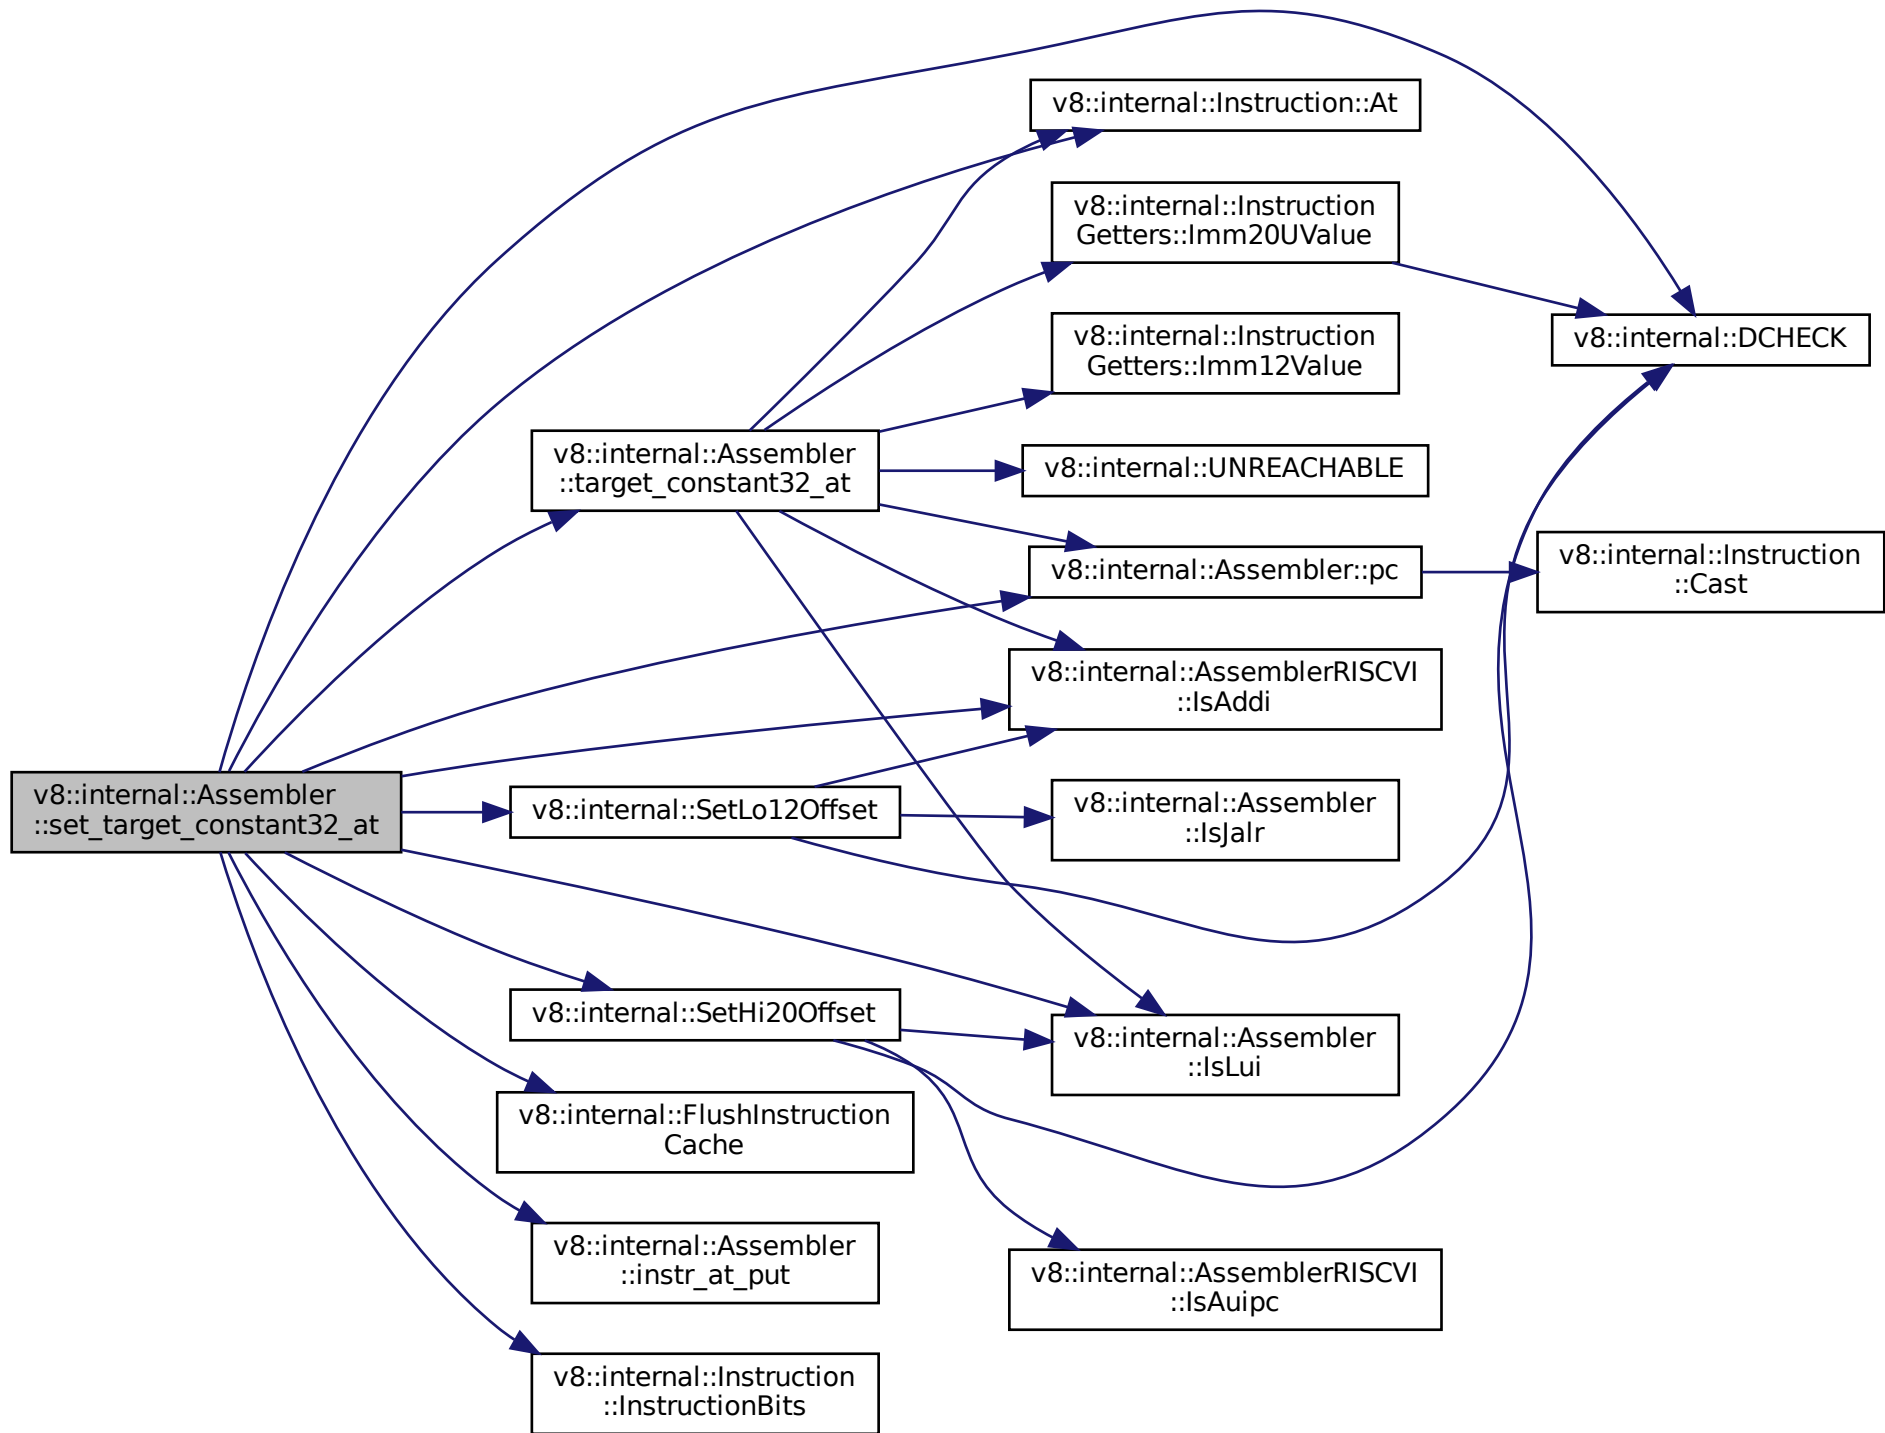 v8::internal::Instruction::At
v8::internal::Instruction
Getters::Imm20UValue
v8::internal::Instruction
Getters::Imm12Value
v8::internal::DCHECK
v8::internal::Assembler
::target_constant32_at
v8::internal::UNREACHABLE
v8::internal::Assembler::pc
v8::internal::Instruction
::Cast
v8::internal::AssemblerRISCVI
::IsAddi
v8::internal::Assembler
::set_target_constant32_at
v8::internal::SetLo12Offset
v8::internal::Assembler
::IsJalr
v8::internal::SetHi20Offset
v8::internal::Assembler
::IsLui
v8::internal::FlushInstruction
Cache
v8::internal::Assembler
::instr_at_put
v8::internal::AssemblerRISCVI
::IsAuipc
v8::internal::Instruction
::InstructionBits